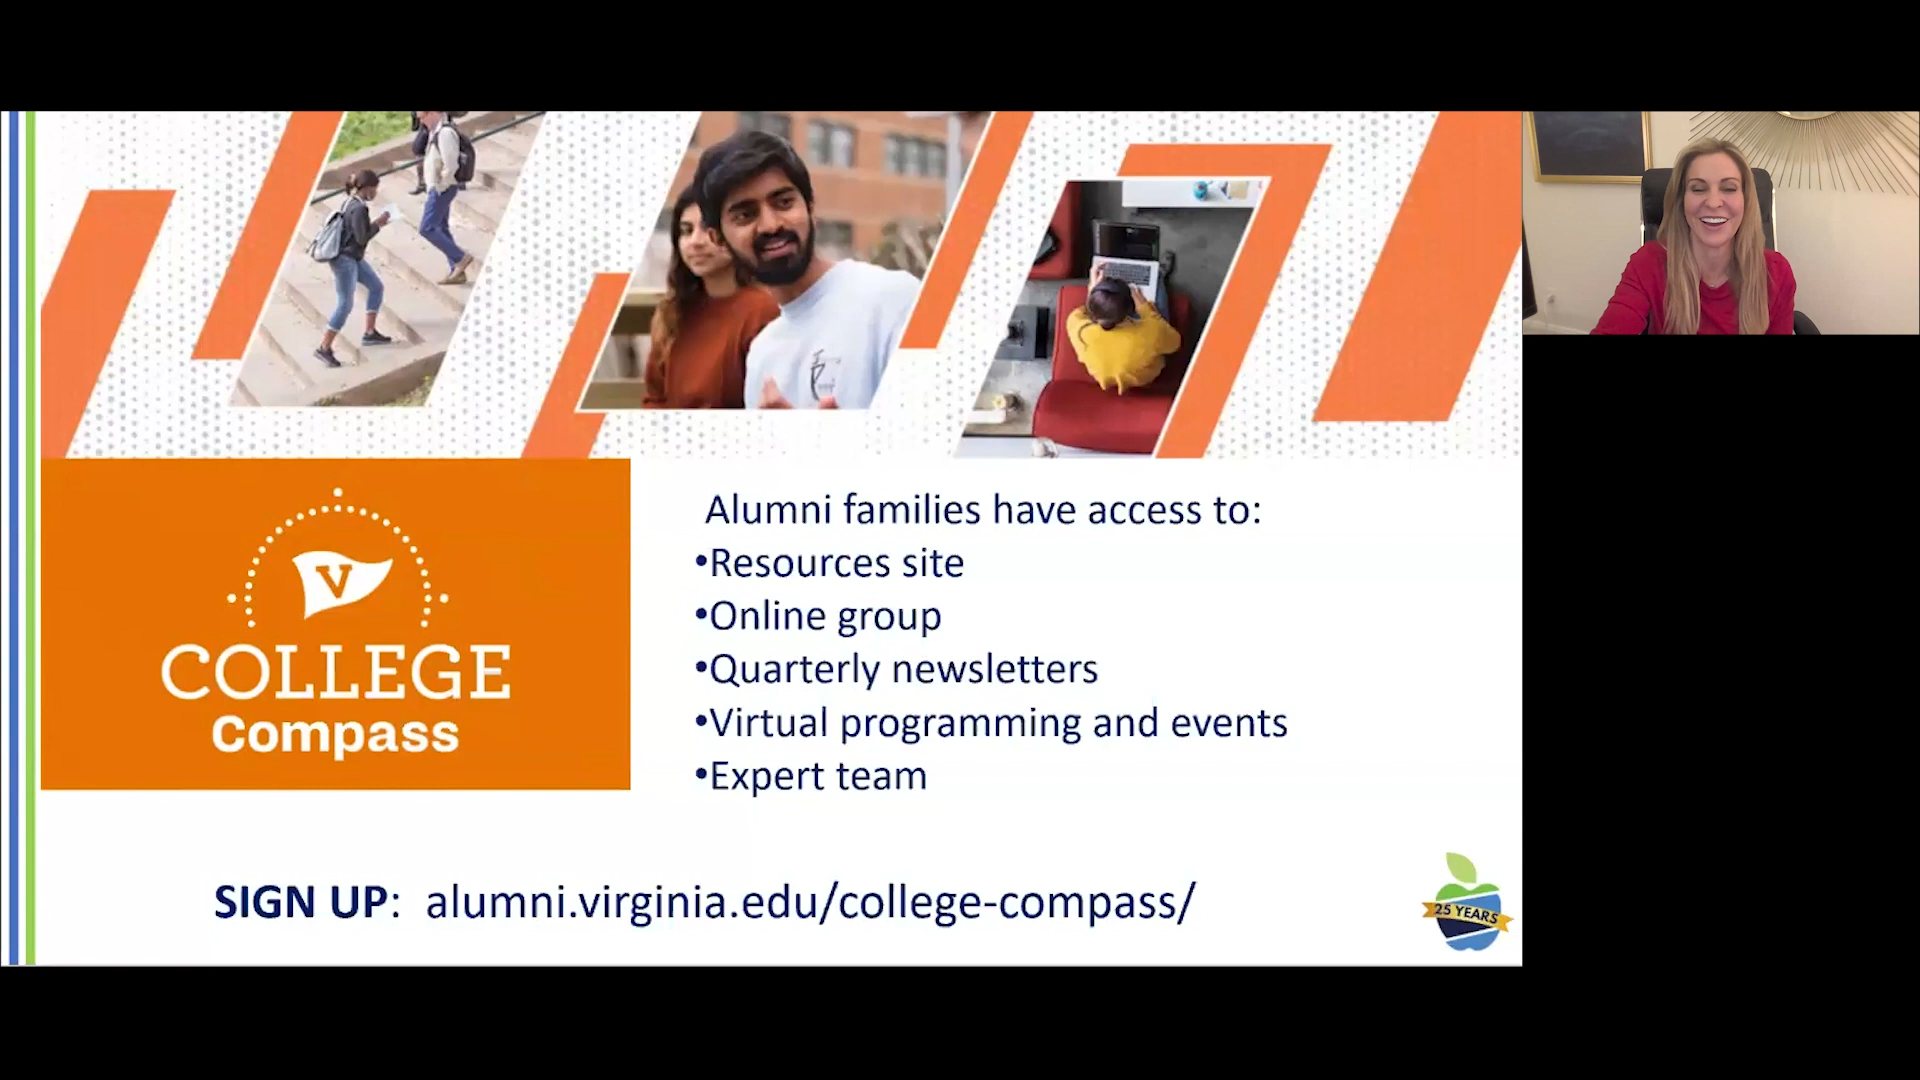 V
COLLEGE
Compass
Alumni families have access to:
•Resources site
•Online group
•Quarterly newsletters
•Virtual programming and events
•Expert team
SIGN UP: alumni.virginia.edu/college-compass/
25 YEARS